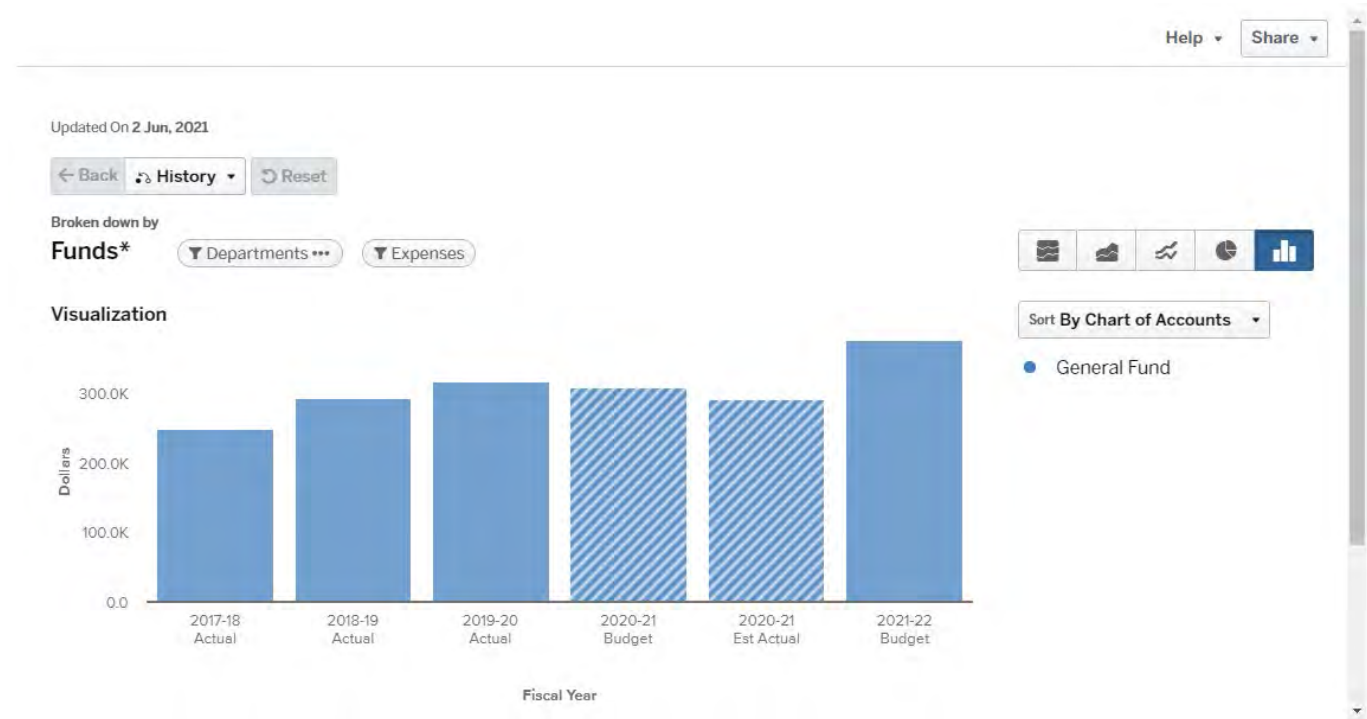 Help Share
Updated On 2 Jun, 2021
← Back History Reset
Broken down by
Funds* Departments ••• Expenses
Visualization
Sort By Chart of Accounts
General Fund
300.0K
200.0K
100.0K
0.0
Dollars
2017-18 2018-19 2019-20 2020-21 2020-21 2021-22
Actual Actual Actual Budget Est Actual Budget
Fiscal Year